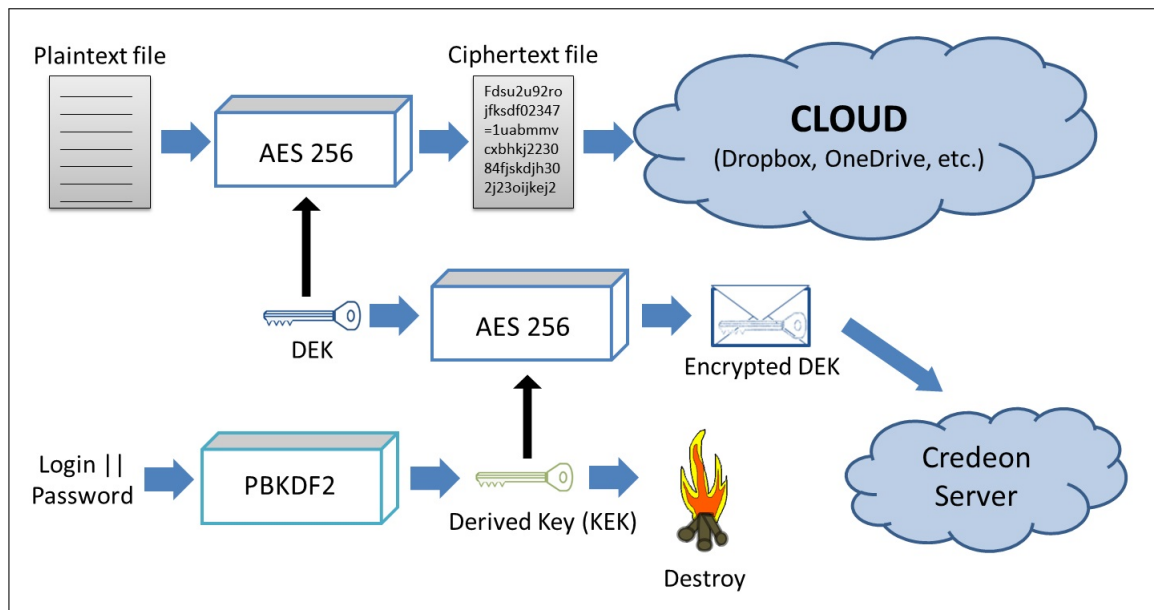 Plaintext file
Ciphertext file
Fdsu2u92ro
jfksdf02347
=1uabmmv
cxbhkj2230
84fjskdjh30
2j23oijkej2
AES 256
CLOUD
(Dropbox, OneDrive, etc.)
DEK
AES 256
Encrypted DEK
Login ||
Password
PBKDF2
Derived Key (KEK)
Destroy
Credeon
Server